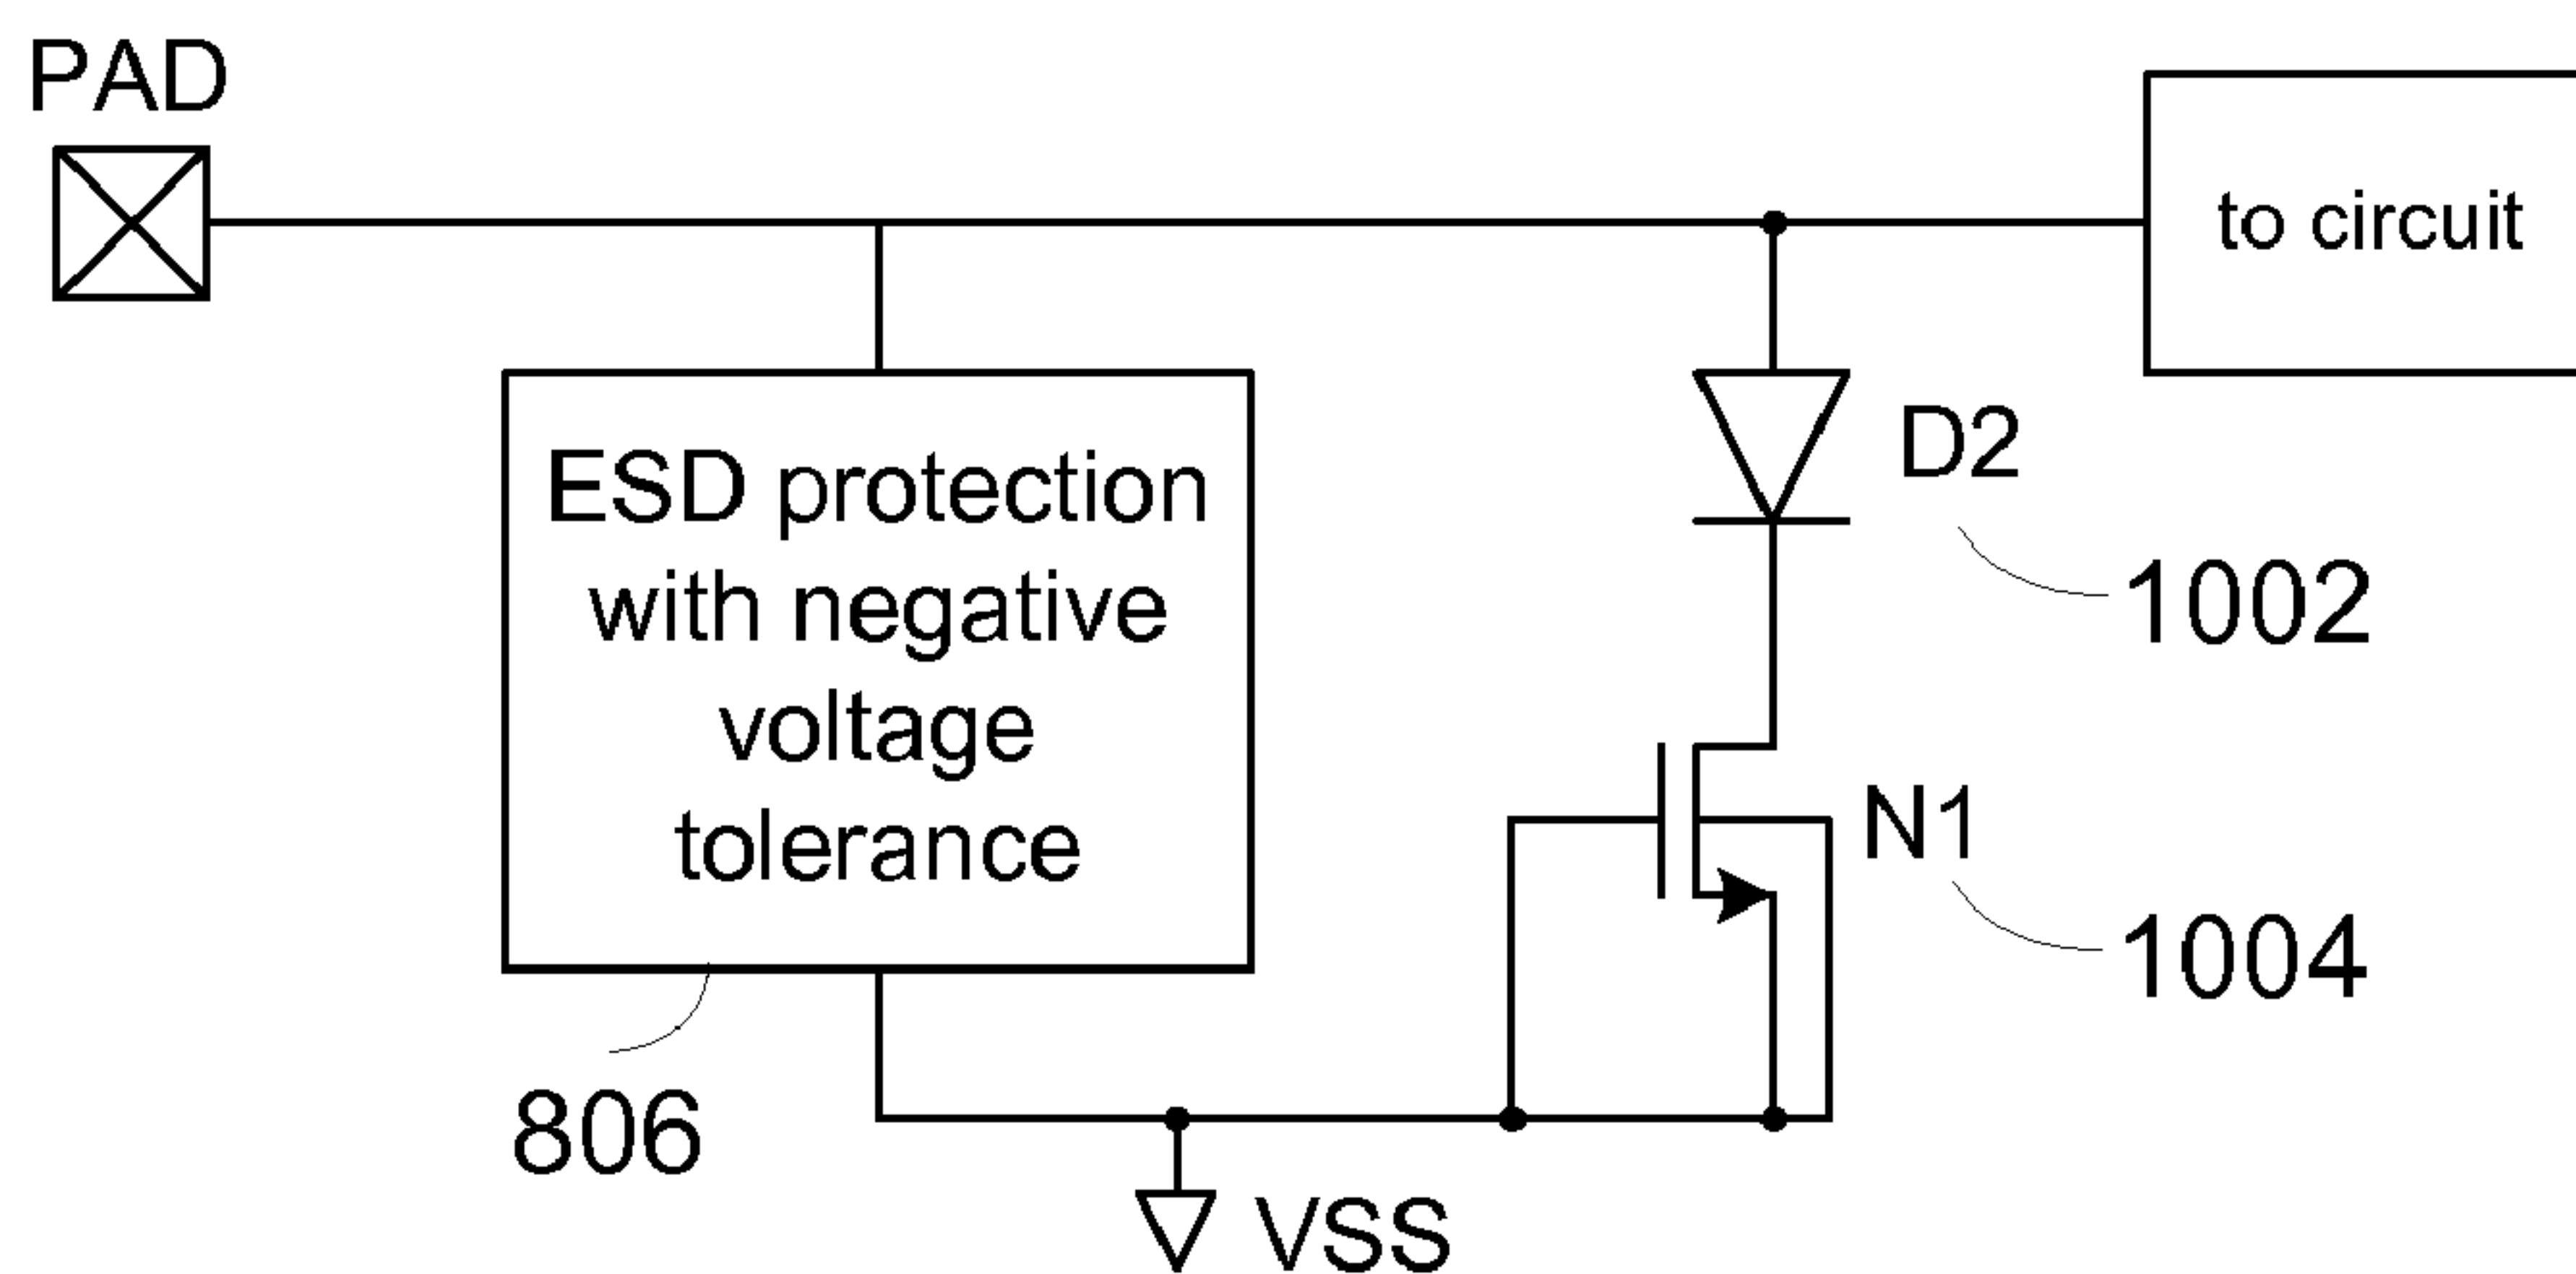 PAD
to circuit
D2
1002
ESD protection
with negative
voltage
tolerance
N1
1004
806
VSS